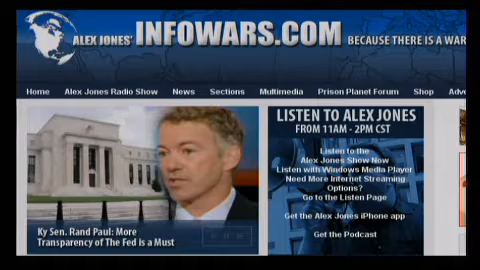 ALEX JONES' INFOWARS.COM BECAUSE THERE IS A WAR
Home Alex Jones Radio Show News Sections Multimedia Prison Planet Forum Shop Adve
LISTEN TO ALEX JONES
FROM 11AM - 2PM CST
Listen to the
Alex Jones Show Now
Listen with Windows Media Player
Need More Internet Streaming
Options?
Go to the Listen Page
Get the Alex Jones iPhone app
Get the Podcast
Ky Sen. Rand Paul: More
Transparency of The Fed is a Must